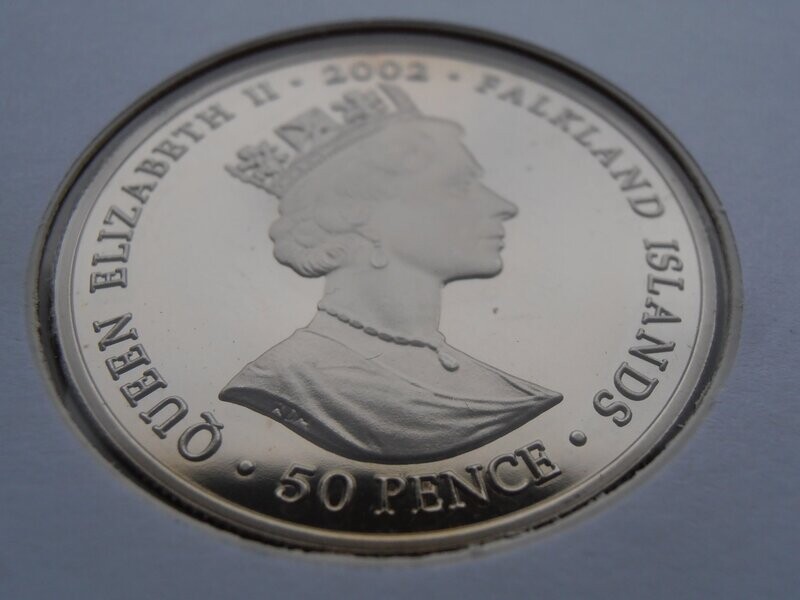 QUEEN ELIZABETH II · 2002 · FALKLAND ISLANDS ·
50 PENCE ·